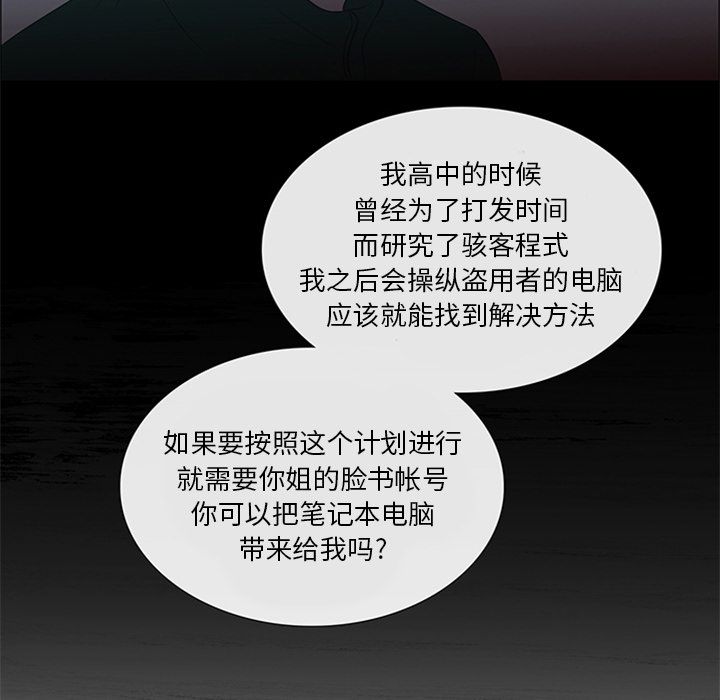 我高中的时候
曾经为了打发时间
而研究了骇客程式
我之后会操纵盗用者的电脑
应该就能找到解决方法
如果要按照这个计划进行
就需要你姐的脸书帐号
你可以把笔记本电脑
带来给我吗?